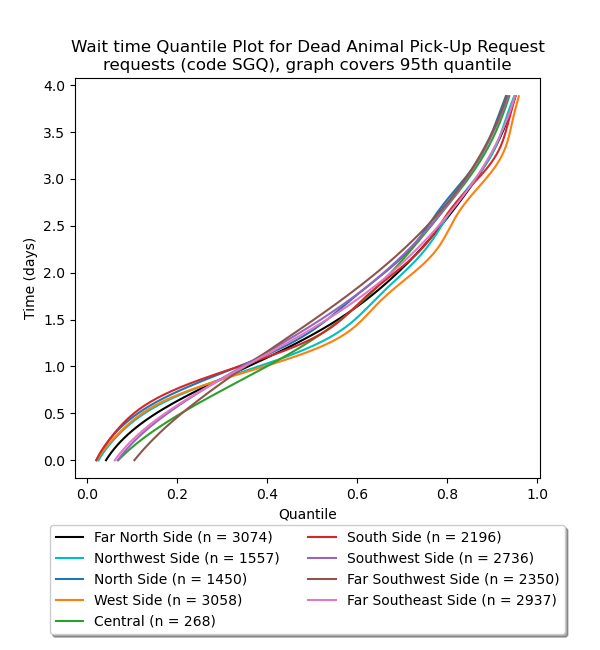 Wait time Quantile Plot for Dead Animal Pick-Up Request
requests (code SGQ), graph covers 95th quantile
4.0
3.5
3.0
2.5
2.0
1.5
1.0
0.5
0.0
Time (days)
0.0 0.2 0.4 0.6 0.8 1.0
Quantile
Far North Side (n = 3074)
Northwest Side (n = 1557)
North Side (n = 1450)
West Side (n = 3058)
Central (n = 268)
South Side (n = 2196)
Southwest Side (n = 2736)
Far Southwest Side (n = 2350)
Far Southeast Side (n = 2937)